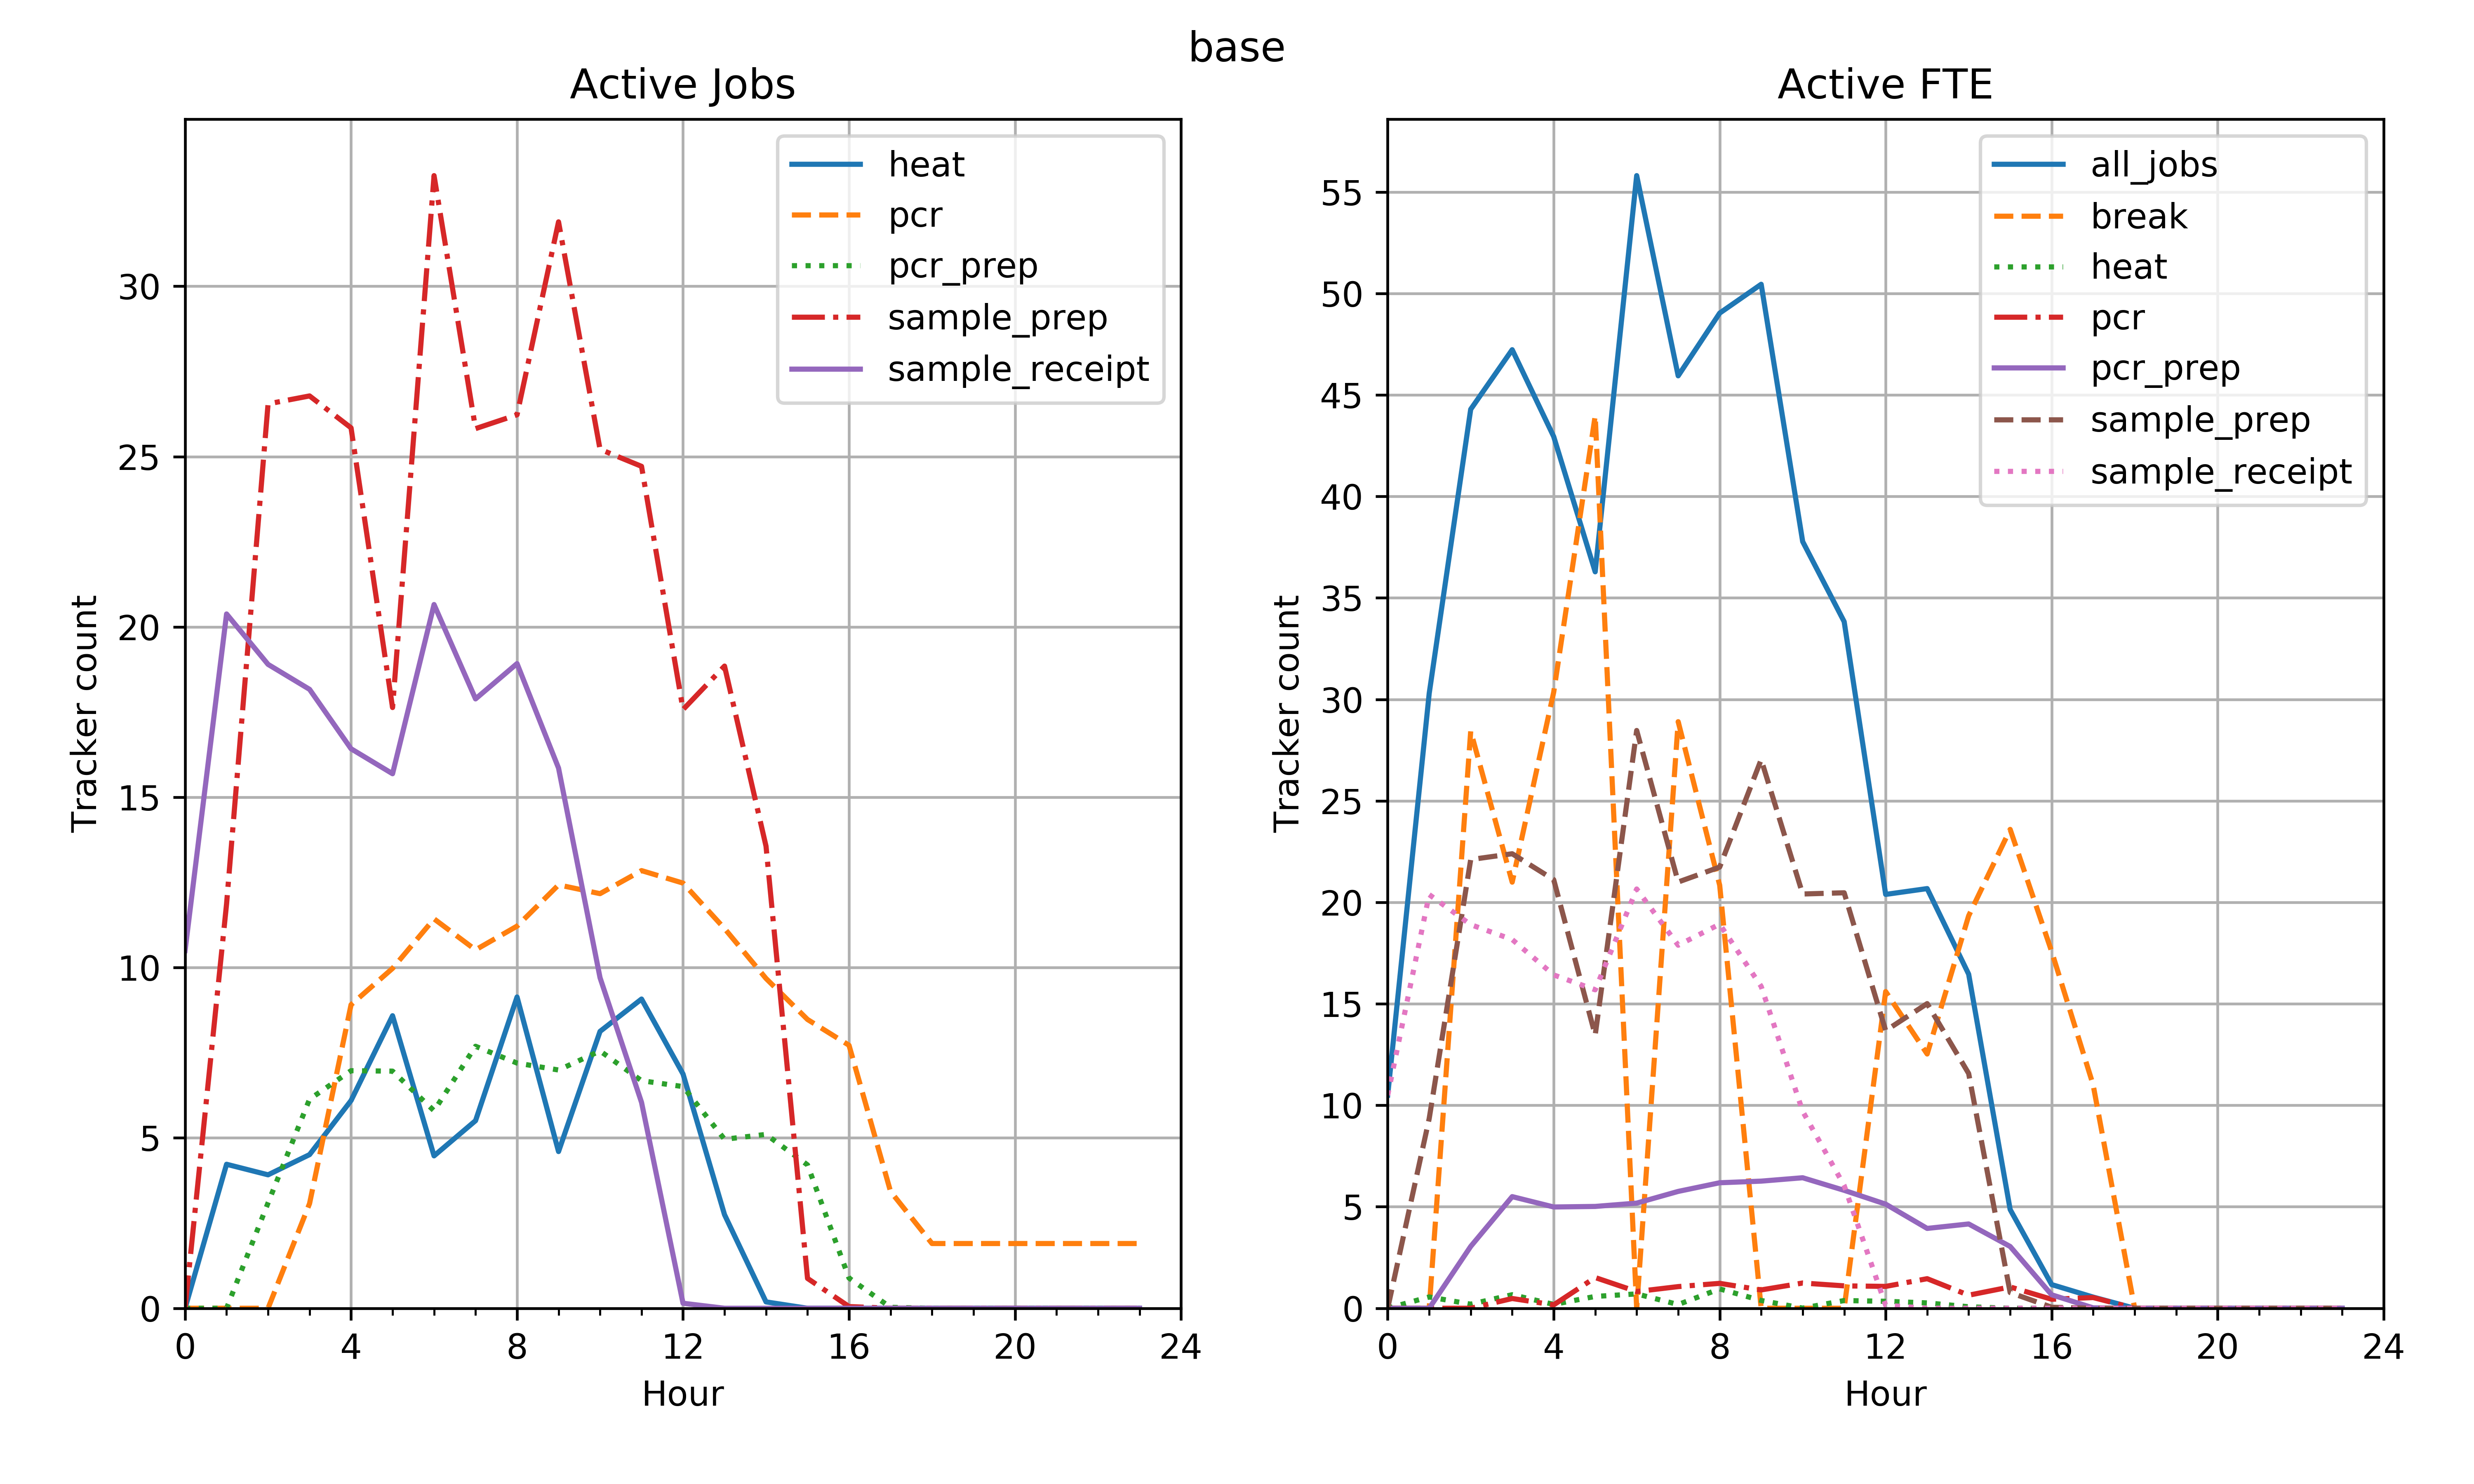 base
Active Jobs
Tracker count
30
25
20
15
10
5
0
0 4 8 12 16 20 24
Hour
heat
pcr
pcr_prep
sample_prep
sample_receipt
Active FTE
Tracker count
55
50
45
40
35
30
25
20
15
10
5
0
0 4 8 12 16 20 24
Hour
all_jobs
break
heat
pcr
pcr_prep
sample_prep
sample_receipt